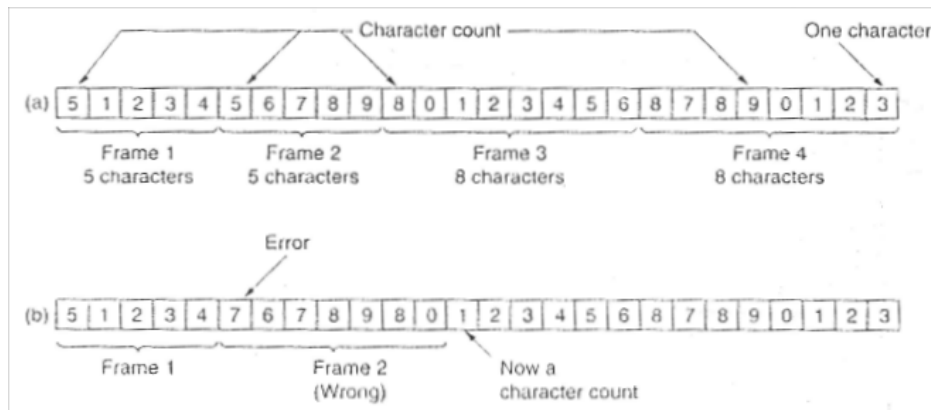 Character count One character
(a) 5 1 2 3 4 5 6 7 8 9 8 0 1 2 3 4 5 6 8 7 8 9 0 1 2 3
Frame 1 Frame 2 Frame 3 Frame 4
5 characters 5 characters 8 characters 8 characters
Error
(b) 5 1 2 3 4 7 6 7 8 9 8 0 1 2 3 4 5 6 8 7 8 9 0 1 2 3
Frame 1 Frame 2 Now a
(Wrong) character count